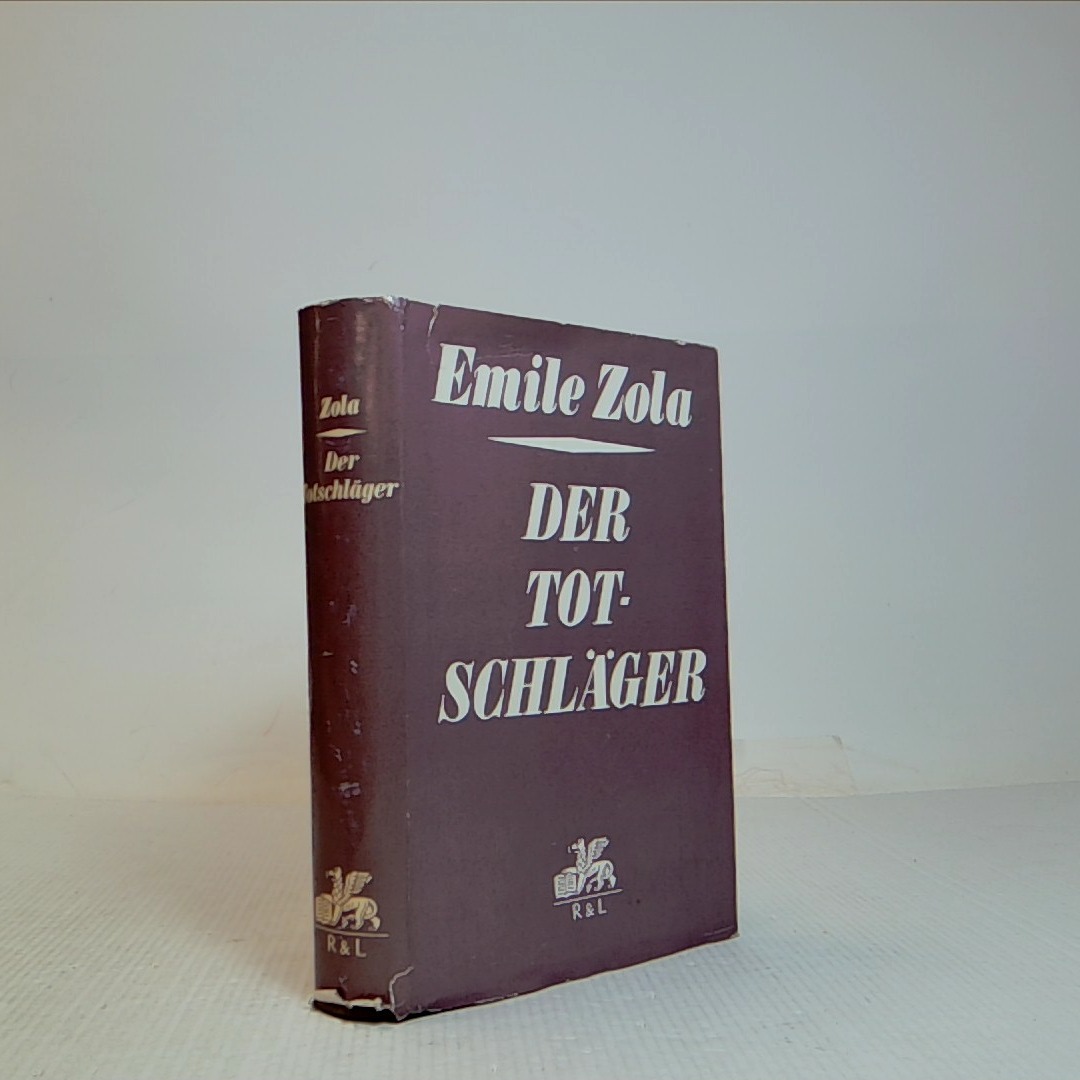 Zola
Der
Totschläger
R & L
Emile Zola
DER
TOT-
SCHLÄGER
R & L